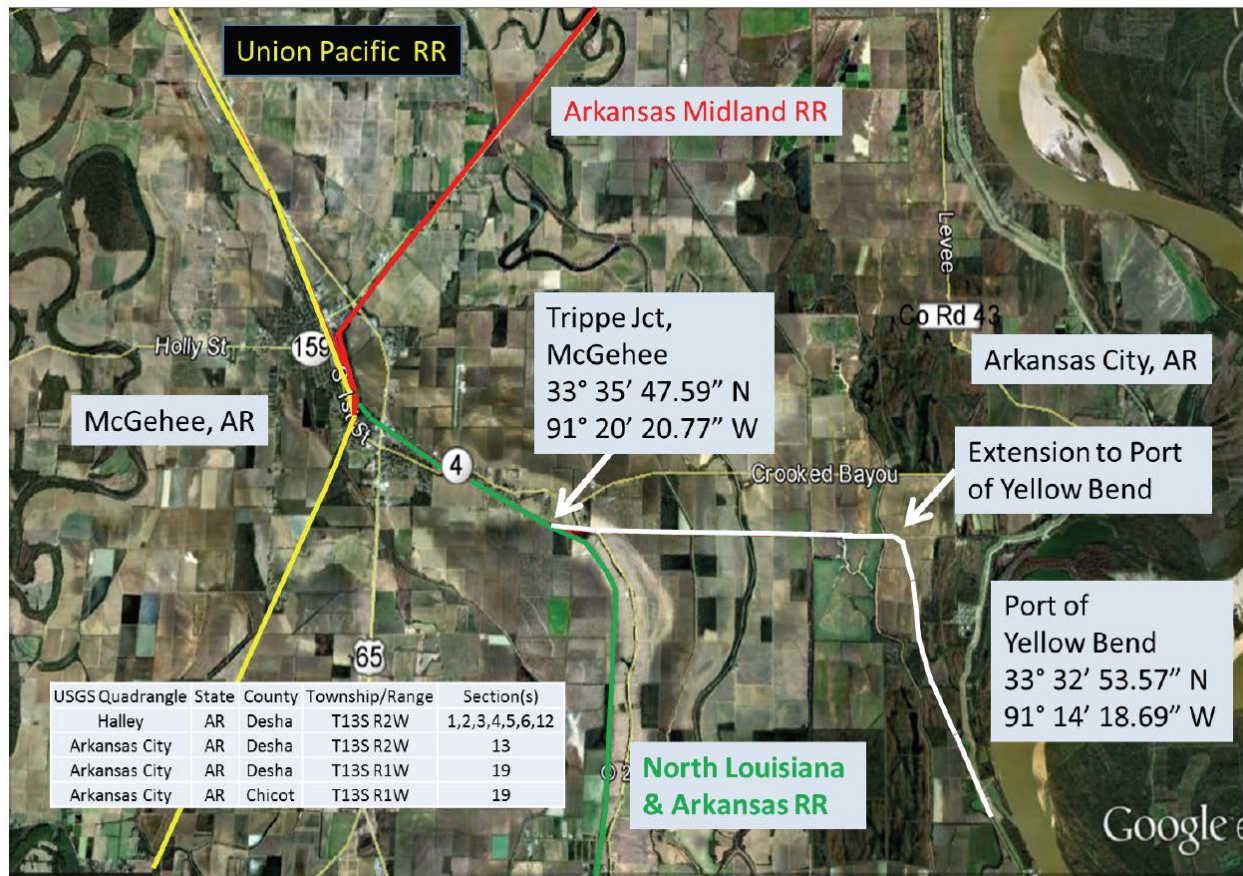 Union Pacific RR
Arkansas Midland RR
Levee
Co Rd 43
Trippe Jct,
McGehee
33° 35’ 47.59” N
91° 20’ 20.77” W
Holly St
159
S 1st St
Arkansas City, AR
McGehee, AR
4
Crooked Bayou
Extension to Port
of Yellow Bend
Port of
Yellow Bend
33° 32’ 53.57” N
91° 14’ 18.69” W
65
USGS Quadrangle State County Township/Range Section(s)
Halley AR Desha T13S R2W 1,2,3,4,5,6,12
Arkansas City AR Desha T13S R2W 13
Arkansas City AR Desha T13S R1W 19
Arkansas City AR Chicot T13S R1W 19
North Louisiana
& Arkansas RR
© 2
Google